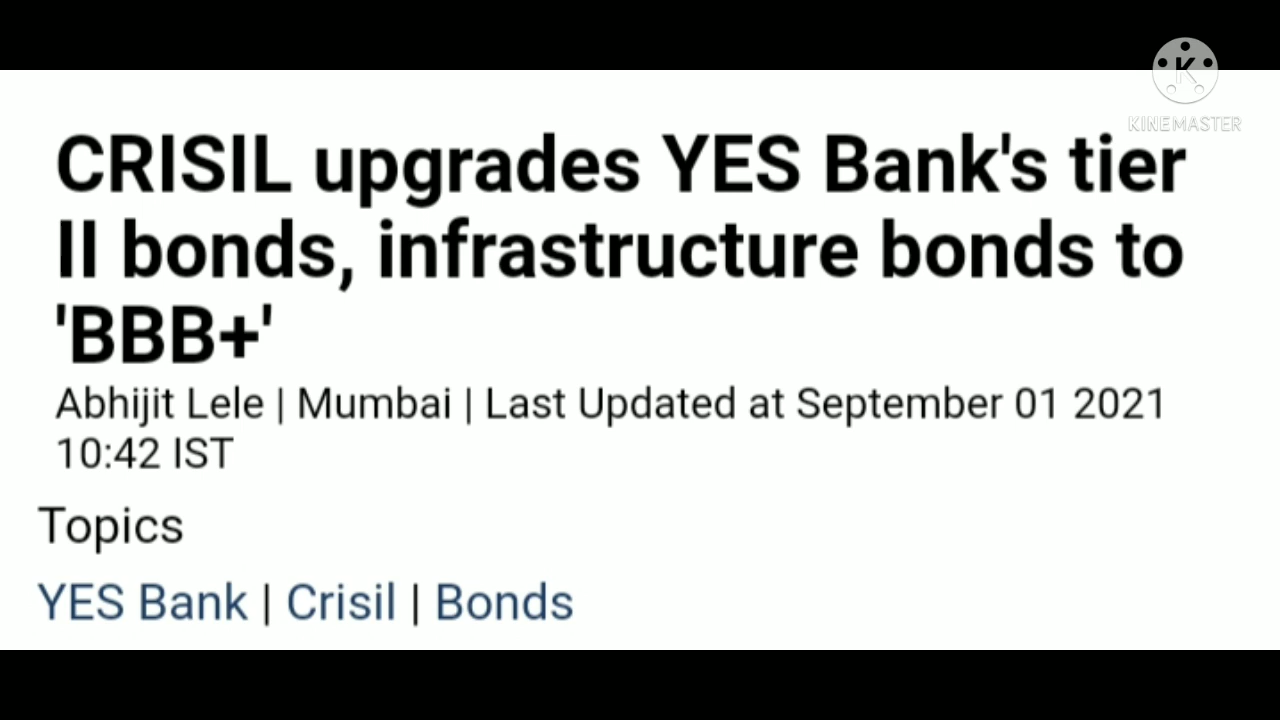 K
KINEMASTER
CRISIL upgrades YES Bank's tier
II bonds, infrastructure bonds to
'BBB+'
Abhijit Lele | Mumbai | Last Updated at September 01 2021
10:42 IST
Topics
YES Bank | Crisil | Bonds